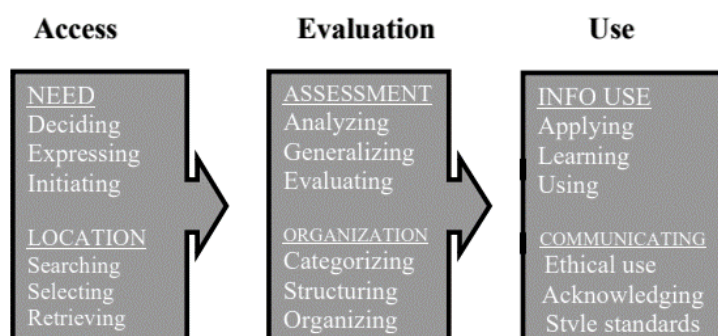 Access
Evaluation
Use
NEED
Deciding
Expressing
Initiating
LOCATION
Searching
Selecting
Retrieving
ASSESSMENT
Analyzing
Generalizing
Evaluating
ORGANIZATION
Categorizing
Structuring
Organizing
INFO USE
Applying
Learning
Using
COMMUNICATING
Ethical use
Acknowledging
Style standards